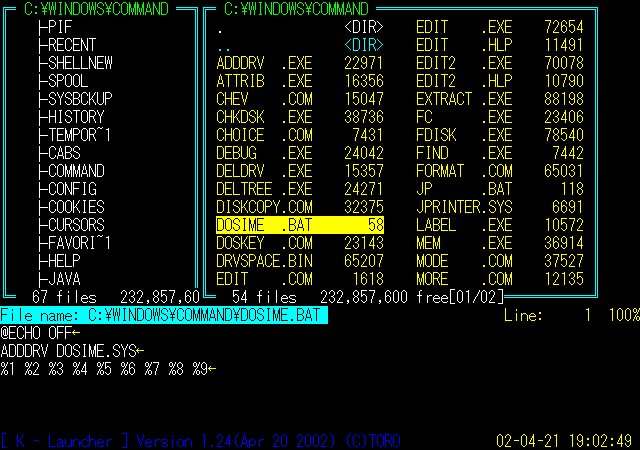 C:¥WINDOWS¥COMMAND
PIF
RECENT
SHELLNEW
SPOOL
SYSBCKUP
HISTORY
TEMPOR~1
CABS
COMMAND
CONFIG
COOKIES
CURSORS
FAVORI~1
HELP
JAVA
67 files 232,857,60
C:¥WINDOWS¥COMMAND
. <DIR> EDIT .EXE 72654
.. <DIR> EDIT .HLP 11491
ADDDRV .EXE 22971 EDIT2 .EXE 70078
ATTRIB .EXE 16356 EDIT2 .HLP 10790
CHEV .COM 15047 EXTRACT .EXE 88198
CHKDSK .EXE 38736 FC .EXE 23406
CHOICE .COM 7431 FDISK .EXE 78540
DEBUG .EXE 24042 FIND .EXE 7442
DELDRV .EXE 15357 FORMAT .COM 65031
DELTREE .EXE 24271 JP .BAT 118
DISKCOPY.COM 32375 JPRINTER.SYS 6691
DOSIME .BAT 58 LABEL .EXE 10572
DOSKEY .COM 23143 MEM .EXE 36914
DRVSPACE.BIN 65207 MODE .COM 37527
EDIT .COM 1618 MORE .COM 12135
54 files 232,857,600 free[01/02]
File name: C:¥WINDOWS¥COMMAND¥DOSIME.BAT Line: 1 100%
@ECHO OFF←
ADDDRV DOSIME.SYS←
%1 %2 %3 %4 %5 %6 %7 %8 %9←
[ K - Launcher ] Version 1.24(Apr 20 2002) (C)TORO 02-04-21 19:02:49